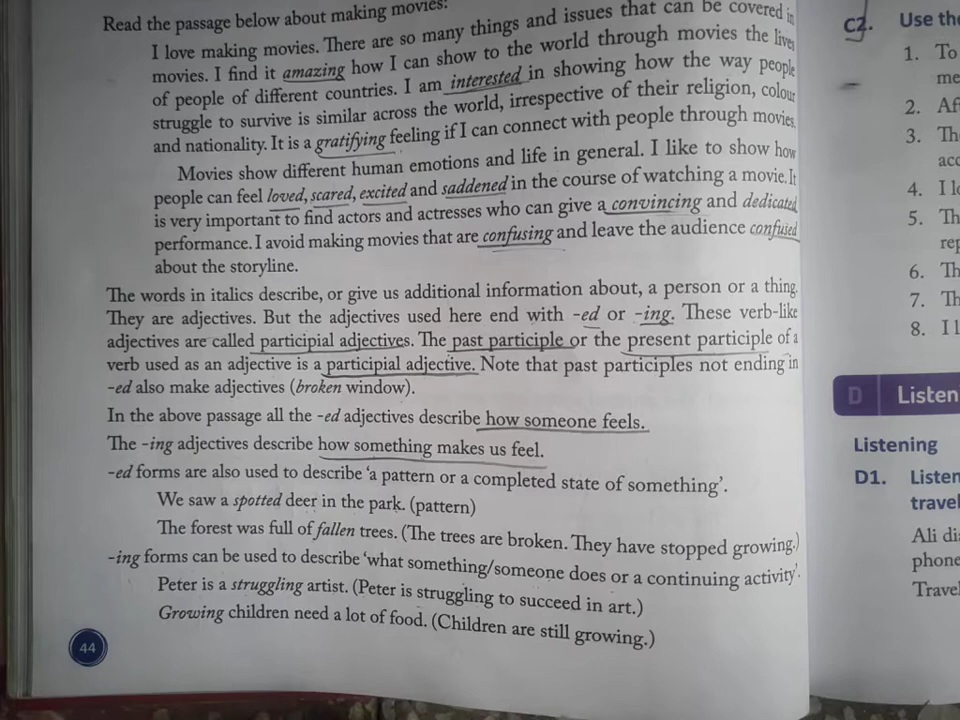 Read the passage below about making movies:
I love making movies. There are so many things and issues that can be covered in
movies. I find it amazing how I can show to the world through movies the lives
of people of different countries. I am interested in showing how the way people
struggle to survive is similar across the world, irrespective of their religion, colour
and nationality. It is a gratifying feeling if I can connect with people through movies.
Movies show different human emotions and life in general. I like to show how
people can feel loved, scared, excited and saddened in the course of watching a movie. It
is very important to find actors and actresses who can give a convincing and dedicated
performance. I avoid making movies that are confusing and leave the audience confused
about the storyline.
The words in italics describe, or give us additional information about, a person or a thing.
They are adjectives. But the adjectives used here end with -ed or -ing. These verb-like
adjectives are called participial adjectives. The past participle or the present participle of a
verb used as an adjective is a participial adjective. Note that past participles not ending in
-ed also make adjectives (broken window).
In the above passage all the -ed adjectives describe how someone feels.
The -ing adjectives describe how something makes us feel.
-ed forms are also used to describe 'a pattern or a completed state of something'.
We saw a spotted deer in the park. (pattern)
The forest was full of fallen trees. (The trees are broken. They have stopped growing.)
-ing forms can be used to describe 'what something/someone does or a continuing activity'.
Peter is a struggling artist. (Peter is struggling to succeed in art.)
Growing children need a lot of food. (Children are still growing.)
44
C2. Use the
1. To
me
2. Af
3. Th
acc
4. I lo
5. Th
rep
6. Th
7. Th
8. I l
D Listen
Listening
D1. Listen
travel
Ali di
phone
Travel